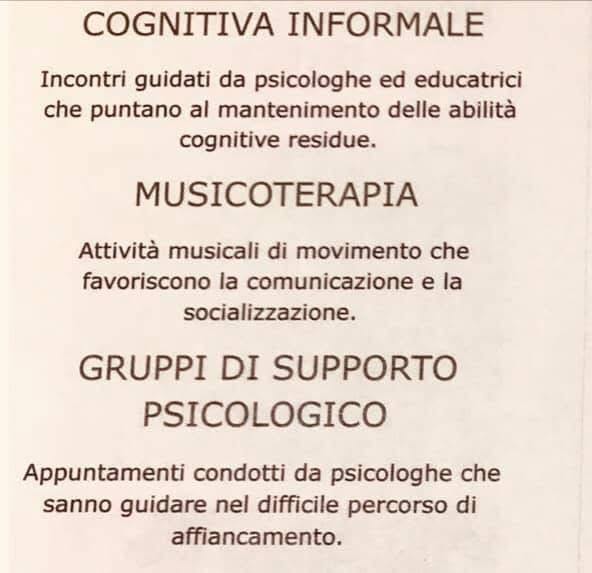 COGNITIVA INFORMALE
Incontri guidati da psicologhe ed educatrici
che puntano al mantenimento delle abilità
cognitive residue.
MUSICOTERAPIA
Attività musicali di movimento che
favoriscono la comunicazione e la
socializzazione.
GRUPPI DI SUPPORTO
PSICOLOGICO
Appuntamenti condotti da psicologhe che
sanno guidare nel difficile percorso di
affiancamento.